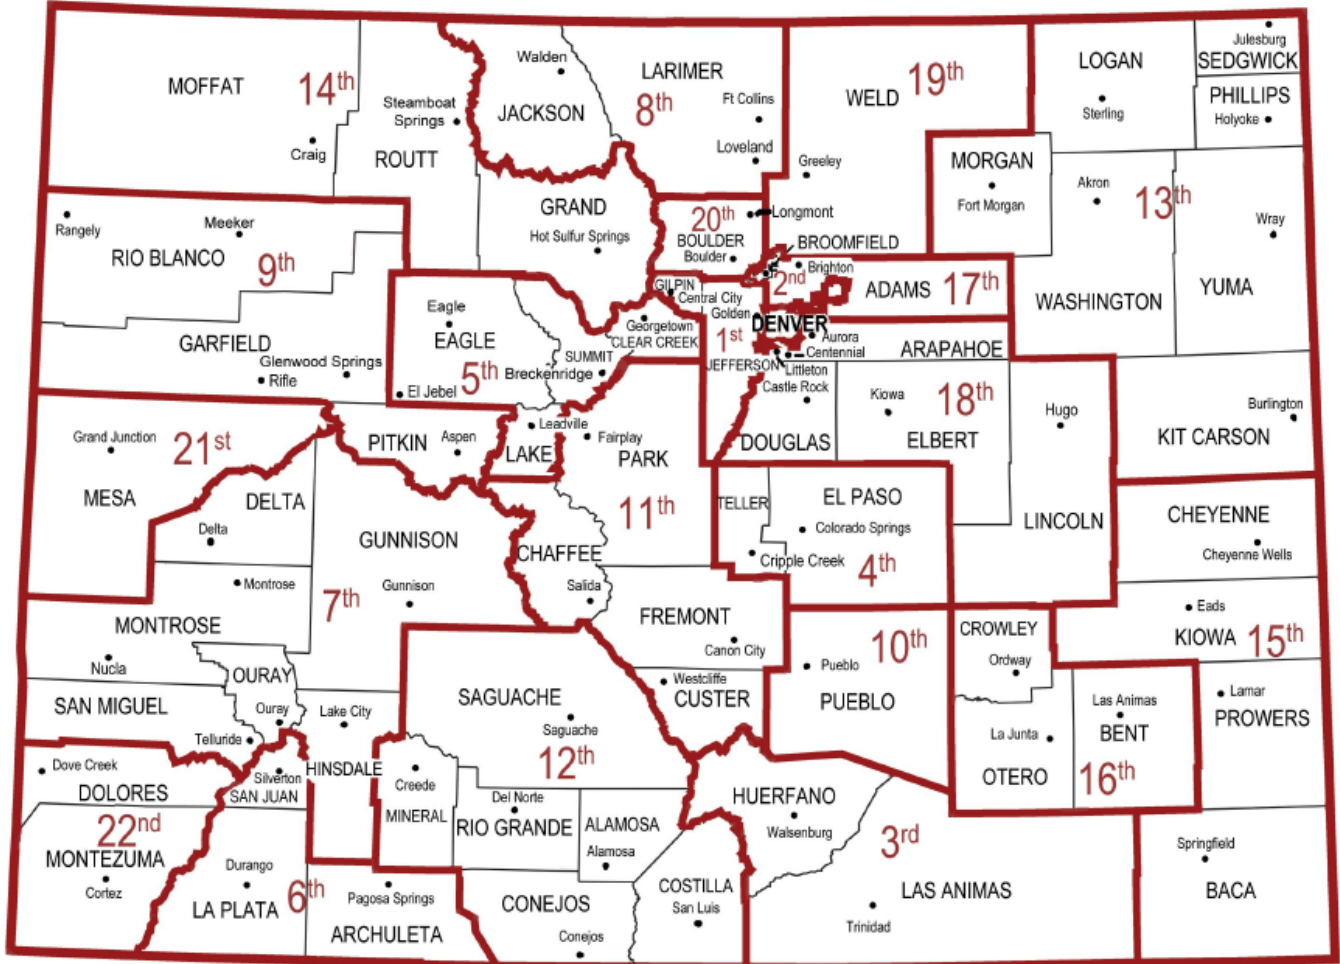 MOFFAT
14th
Craig
Steamboat
Springs
ROUTT
Walden
JACKSON
LARIMER
8th
Ft Collins
Loveland
WELD
19th
Greeley
LOGAN
Sterling
Julesburg
SEDGWICK
PHILLIPS
Holyoke
MORGAN
Fort Morgan
Akron
13th
Wray
WASHINGTON
YUMA
Rangely
Meeker
RIO BLANCO
9th
GARFIELD
Glenwood Springs
Rifle
GRAND
Hot Sulfur Springs
20th
Longmont
BOULDER
Boulder
BROOMFIELD
2nd
Brighton
ADAMS
17th
GILPIN
Central City
Golden
DENVER
Georgetown
CLEAR CREEK
1st
JEFFERSON
Aurora
Centennial
Littleton
ARAPAHOE
Eagle
EAGLE
5th
El Jebel
SUMMIT
Breckenridge
Castle Rock
DOUGLAS
Kiowa
18th
ELBERT
Hugo
LINCOLN
Burlington
KIT CARSON
Grand Junction
21st
MESA
PITKIN
Aspen
Leadville
LAKE
Fairplay
PARK
11th
DELTA
Delta
GUNNISON
Gunnison
7th
CHAFFEE
Salida
TELLER
Cripple Creek
EL PASO
Colorado Springs
4th
CHEYENNE
Cheyenne Wells
Montrose
MONTROSE
Nucla
OURAY
Ouray
SAN MIGUEL
Telluride
Lake City
FREMONT
Canon City
Westcliffe
CUSTER
Pueblo
10th
PUEBLO
CROWLEY
Ordway
Eads
KIOWA
15th
SAGUACHE
Saguache
12th
La Junta
OTERO
Las Animas
BENT
16th
Lamar
PROWERS
Dove Creek
DOLORES
22nd
MONTEZUMA
Cortez
Silverton
SAN JUAN
HINSDALE
Creede
MINERAL
Del Norte
RIO GRANDE
ALAMOSA
Alamosa
HUERFANO
Walsenburg
3rd
LAS ANIMAS
Trinidad
Springfield
BACA
Durango
LA PLATA
6th
Pagosa Springs
ARCHULETA
CONEJOS
Conejos
COSTILLA
San Luis